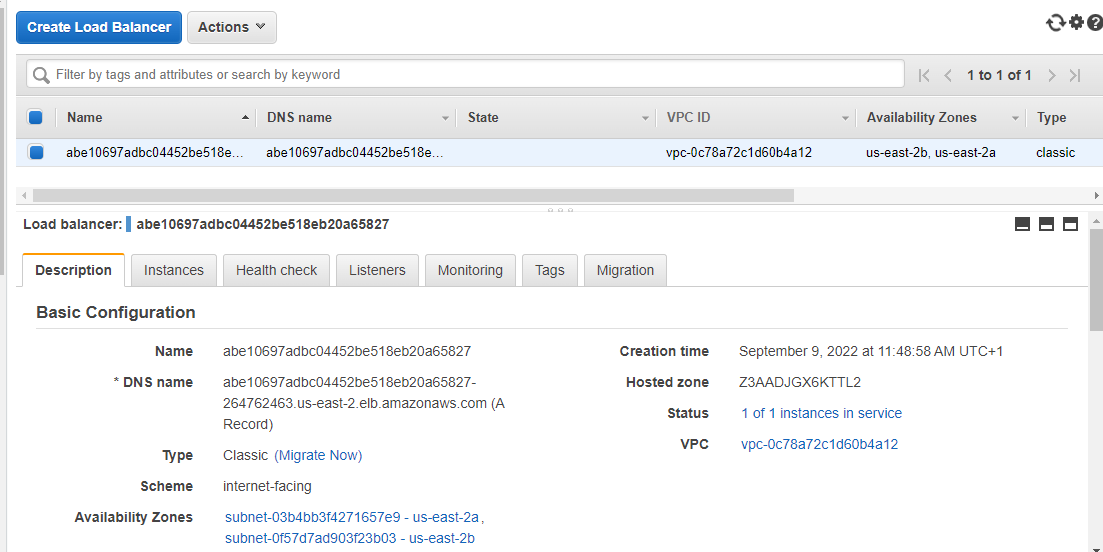 Create Load Balancer Actions
Filter by tags and attributes or search by keyword 1 to 1 of 1
Name DNS name State VPC ID Availability Zones Type
abe10697adbc04452be518e... abe10697adbc04452be518e... vpc-0c78a72c1d60b4a12 us-east-2b, us-east-2a classic
Load balancer: abe10697adbc04452be518eb20a65827
Description Instances Health check Listeners Monitoring Tags Migration
Basic Configuration
Name abe10697adbc04452be518eb20a65827 Creation time September 9, 2022 at 11:48:58 AM UTC+1
* DNS name abe10697adbc04452be518eb20a65827- Hosted zone Z3AADJGX6KTTL2
264762463.us-east-2.elb.amazonaws.com (A
Record)
Status 1 of 1 instances in service
VPC vpc-0c78a72c1d60b4a12
Type Classic (Migrate Now)
Scheme internet-facing
Availability Zones subnet-03b4bb3f4271657e9 - us-east-2a,
subnet-0f57d7ad903f23b03 - us-east-2b